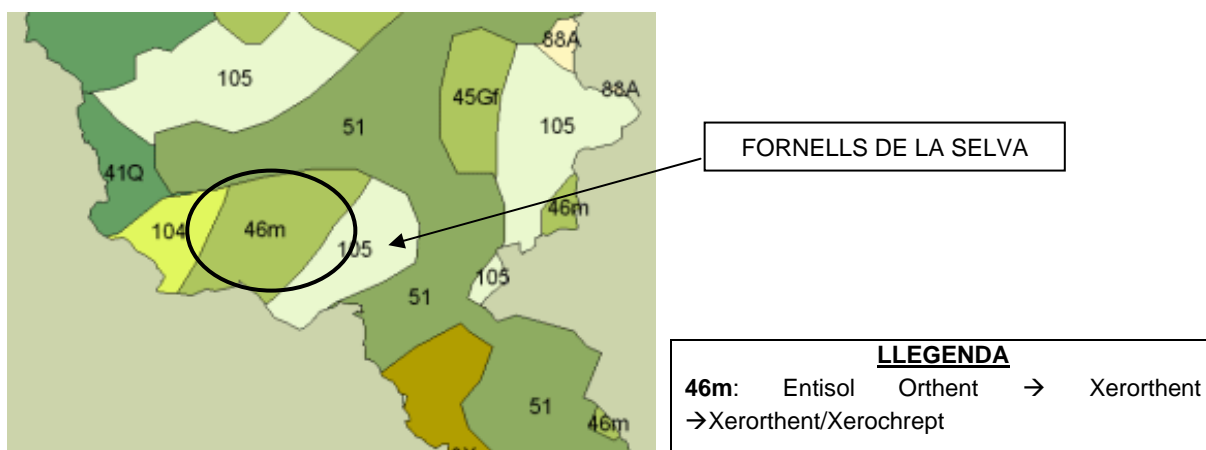 88A
105
88A
45Gf
105
51
41Q
46m
104
46m
105
105
51
51
46m
FORNELLS DE LA SELVA
LLEGENDA
46m: Entisol Orthent → Xerorthent
→Xerorthent/Xerochrept